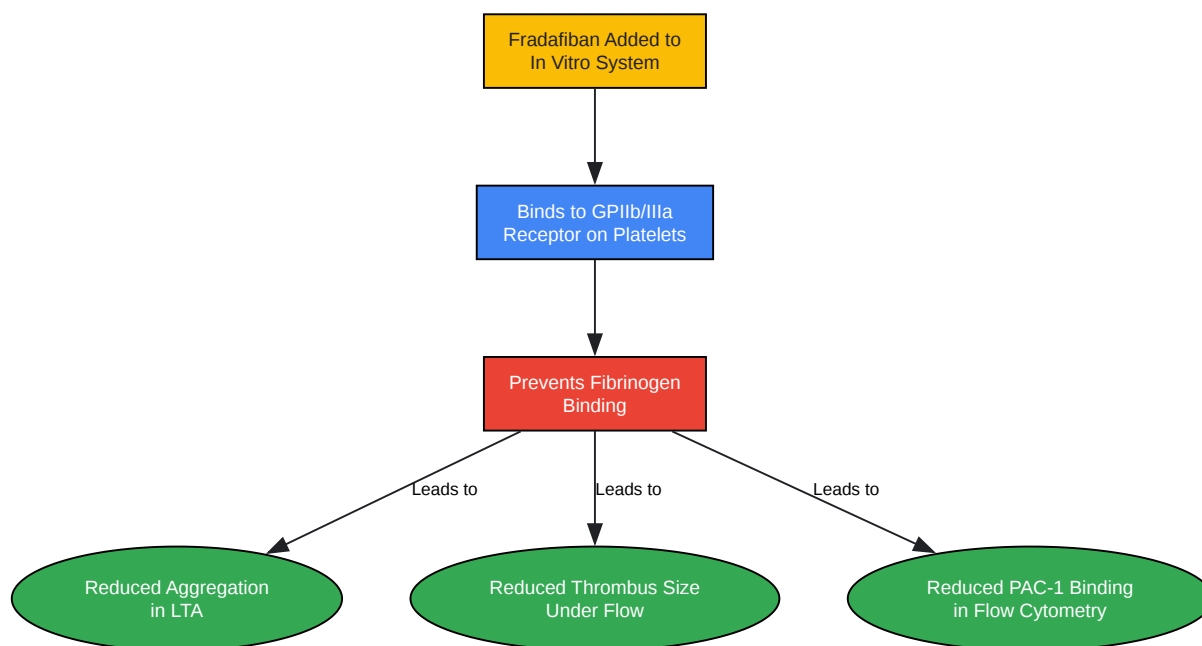 Fradafiban Added to
In Vitro System
Binds to GPIIb/IIIa
Receptor on Platelets
Prevents Fibrinogen
Binding
Leads to
Leads to
Leads to
Reduced Aggregation
in LTA
Reduced Thrombus Size
Under Flow
Reduced PAC-1 Binding
in Flow Cytometry